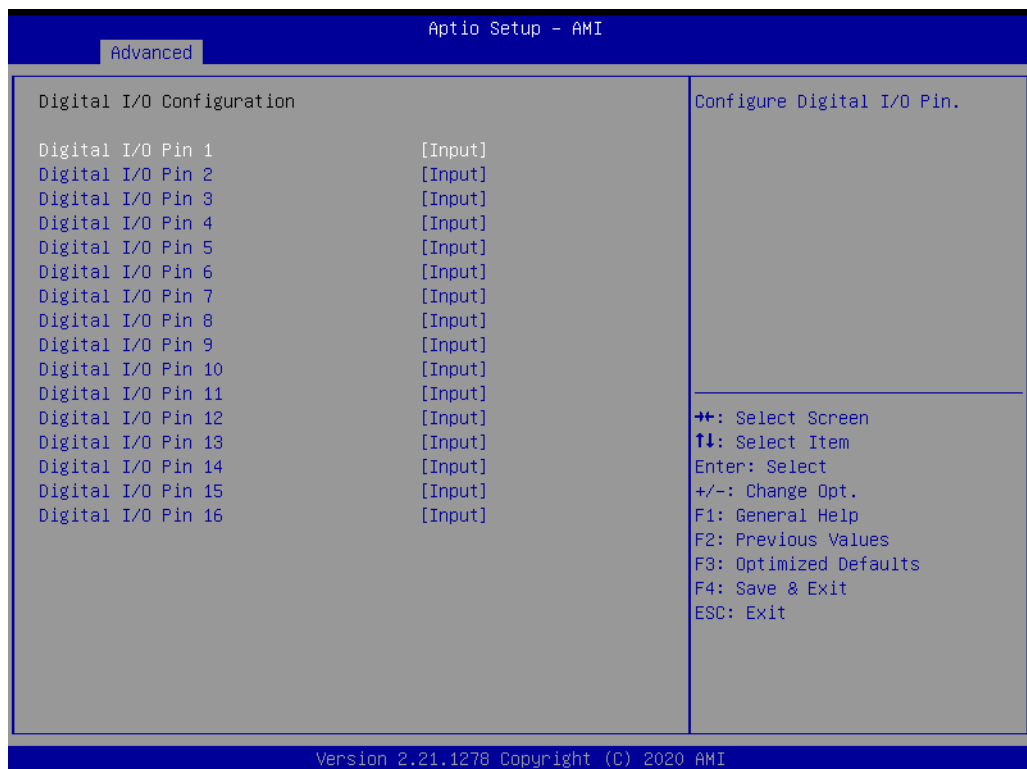 Aptio Setup – AMI
Advanced
Digital I/O Configuration
Digital I/O Pin 1 [Input]
Digital I/O Pin 2 [Input]
Digital I/O Pin 3 [Input]
Digital I/O Pin 4 [Input]
Digital I/O Pin 5 [Input]
Digital I/O Pin 6 [Input]
Digital I/O Pin 7 [Input]
Digital I/O Pin 8 [Input]
Digital I/O Pin 9 [Input]
Digital I/O Pin 10 [Input]
Digital I/O Pin 11 [Input]
Digital I/O Pin 12 [Input]
Digital I/O Pin 13 [Input]
Digital I/O Pin 14 [Input]
Digital I/O Pin 15 [Input]
Digital I/O Pin 16 [Input]
Configure Digital I/O Pin.
→←: Select Screen
↑↓: Select Item
Enter: Select
+/-: Change Opt.
F1: General Help
F2: Previous Values
F3: Optimized Defaults
F4: Save & Exit
ESC: Exit
Version 2.21.1278 Copyright (C) 2020 AMI